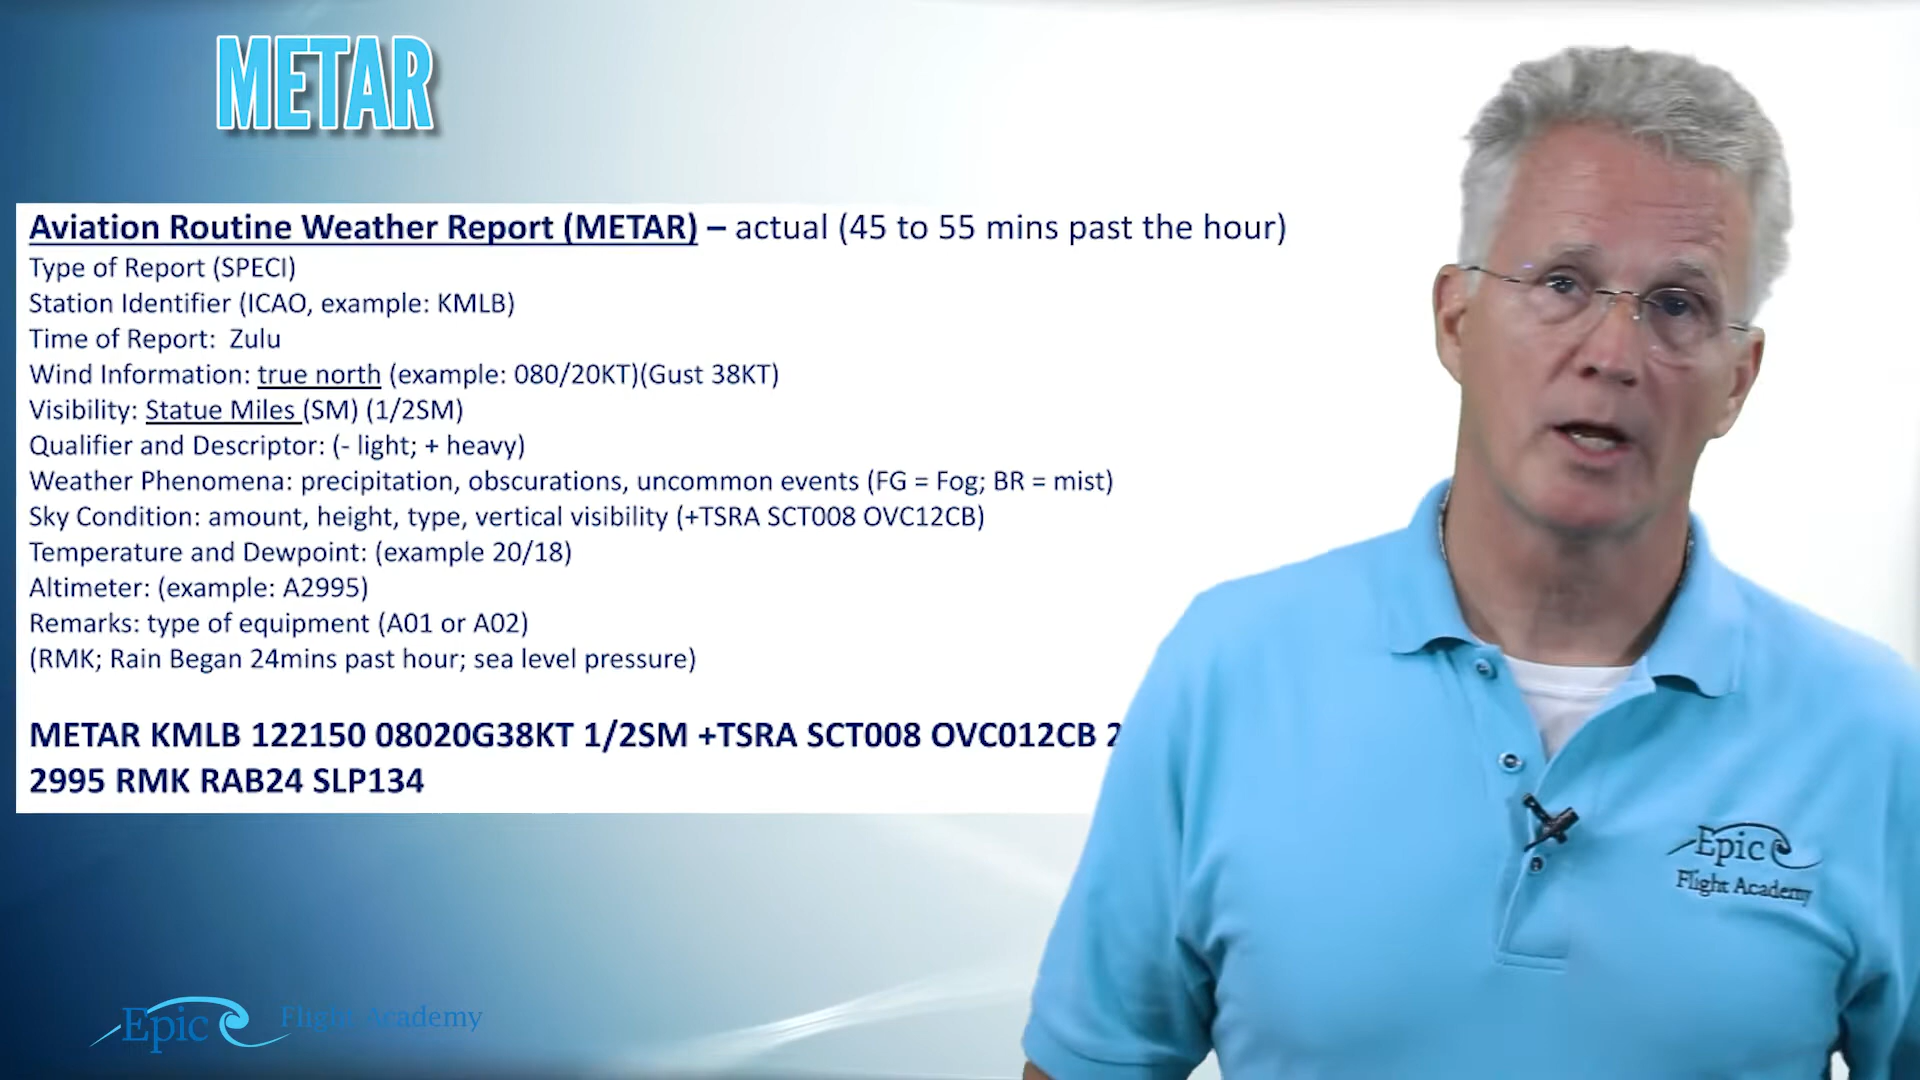 METAR
Aviation Routine Weather Report (METAR) – actual (45 to 55 mins past the hour)
Type of Report (SPECI)
Station Identifier (ICAO, example: KMLB)
Time of Report: Zulu
Wind Information: true north (example: 080/20KT)(Gust 38KT)
Visibility: Statue Miles (SM) (1/2SM)
Qualifier and Descriptor: (- light; + heavy)
Weather Phenomena: precipitation, obscurations, uncommon events (FG = Fog; BR = mist)
Sky Condition: amount, height, type, vertical visibility (+TSRA SCT008 OVC12CB)
Temperature and Dewpoint: (example 20/18)
Altimeter: (example: A2995)
Remarks: type of equipment (A01 or A02)
(RMK; Rain Began 24mins past hour; sea level pressure)
METAR KMLB 122150 08020G38KT 1/2SM +TSRA SCT008 OVC012CB
2995 RMK RAB24 SLP134
Epic
Flight Academy
Epic Flight Academy